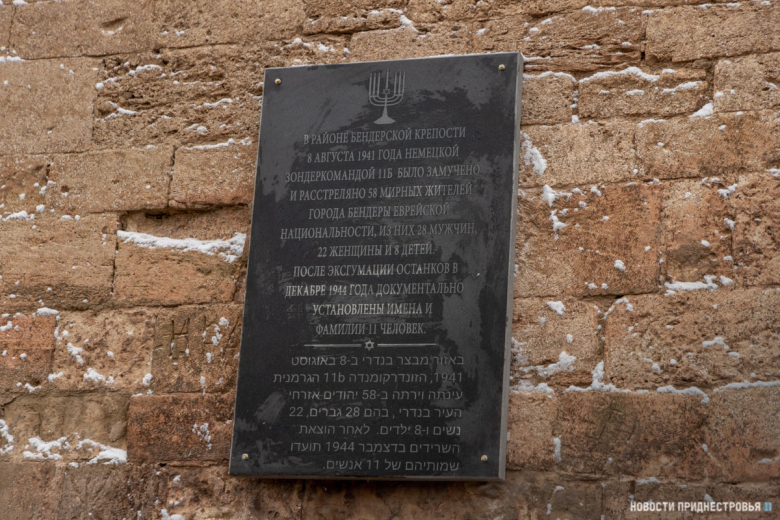 В РАЙОНЕ БЕНДЕРСКОЙ КРЕПОСТИ
8 АВГУСТА 1941 ГОДА НЕМЕЦКОЙ
ЗОНДЕРКОМАНДОЙ 11Б БЫЛО ЗАМУЧЕНО
И РАССТРЕЛЯНО 58 МИРНЫХ ЖИТЕЛЕЙ
ГОРОДА БЕНДЕРЫ ЕВРЕЙСКОЙ
НАЦИОНАЛЬНОСТИ, ИЗ НИХ 28 МУЖЧИН,
22 ЖЕНЩИНЫ И 8 ДЕТЕЙ.
ПОСЛЕ ЭКСГУМАЦИИ ОСТАНКОВ В
ДЕКАБРЕ 1944 ГОДА ДОКУМЕНТАЛЬНО
УСТАНОВЛЕНЫ ИМЕНА И
ФАМИЛИИ 11 ЧЕЛОВЕК.
באזור מבצר בנדרי ב-8 באוגוסט
1941, הזונדרקומנדה 11b הגרמנית
עינתה וירתה ב-58 יהודים אזרחי
העיר בנדרי, בהם 28 גברים, 22
נשים ו-8 ילדים. לאחר הוצאת
השרידים בדצמבר 1944 תועדו
שמותיהם של 11 אנשים.
НОВОСТИ ПРИДНЕСТРОВЬЯ